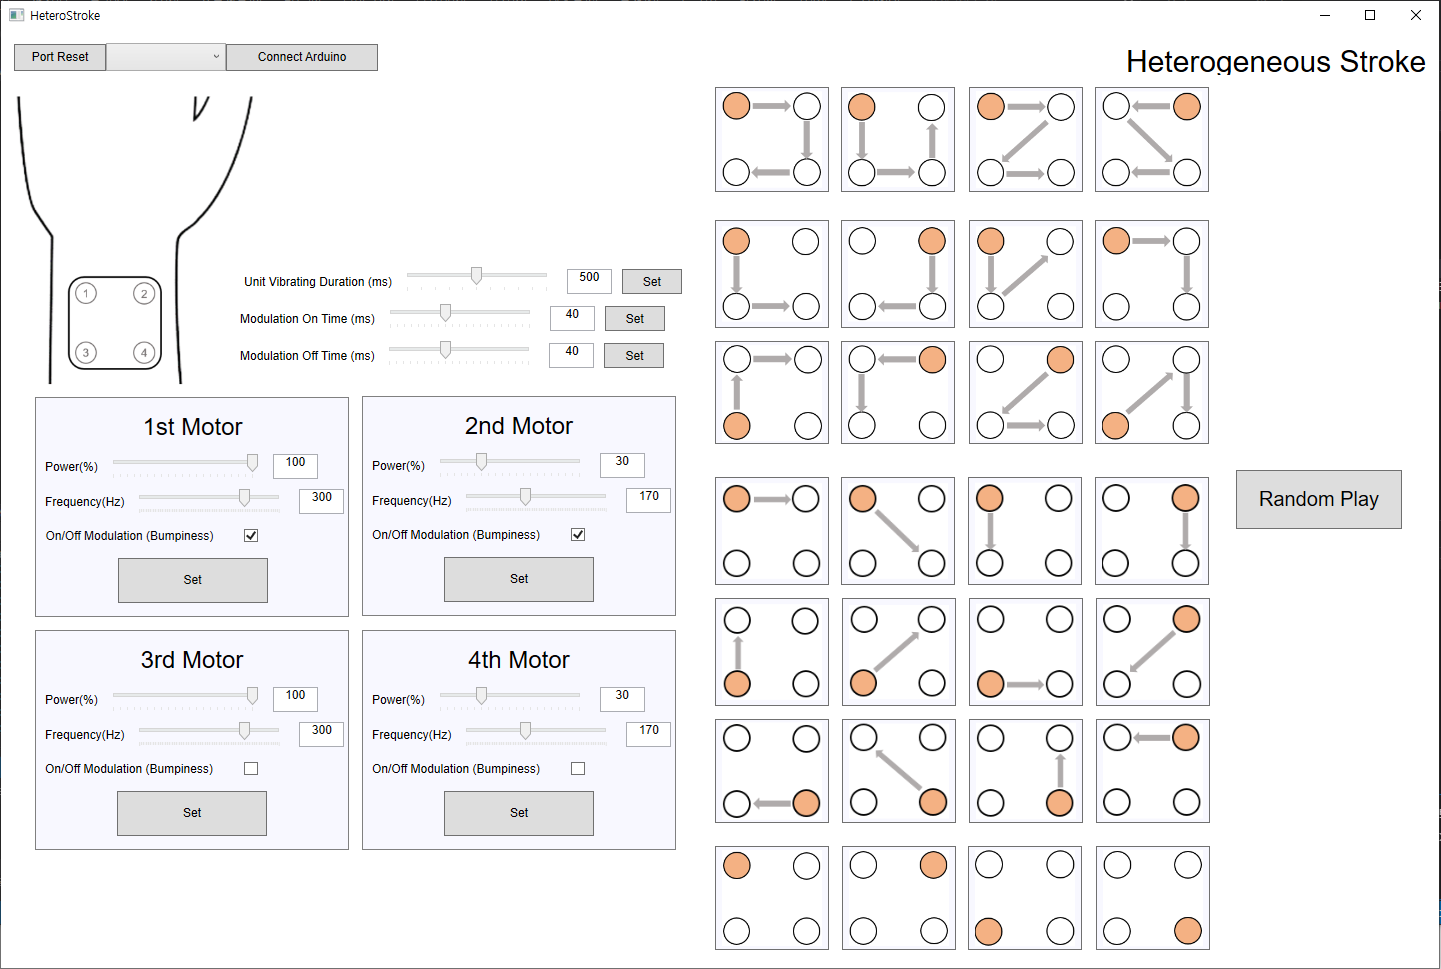 HeteroStroke
Port Reset
Connect Arduino
Heterogeneous Stroke
1 2
3 4
Unit Vibrating Duration (ms) 500 Set
Modulation On Time (ms) 40 Set
Modulation Off Time (ms) 40 Set
1st Motor
Power(%) 100
Frequency(Hz) 300
On/Off Modulation (Bumpiness)
Set
2nd Motor
Power(%) 30
Frequency(Hz) 170
On/Off Modulation (Bumpiness)
Set
3rd Motor
Power(%) 100
Frequency(Hz) 300
On/Off Modulation (Bumpiness)
Set
4th Motor
Power(%) 30
Frequency(Hz) 170
On/Off Modulation (Bumpiness)
Set
Random Play